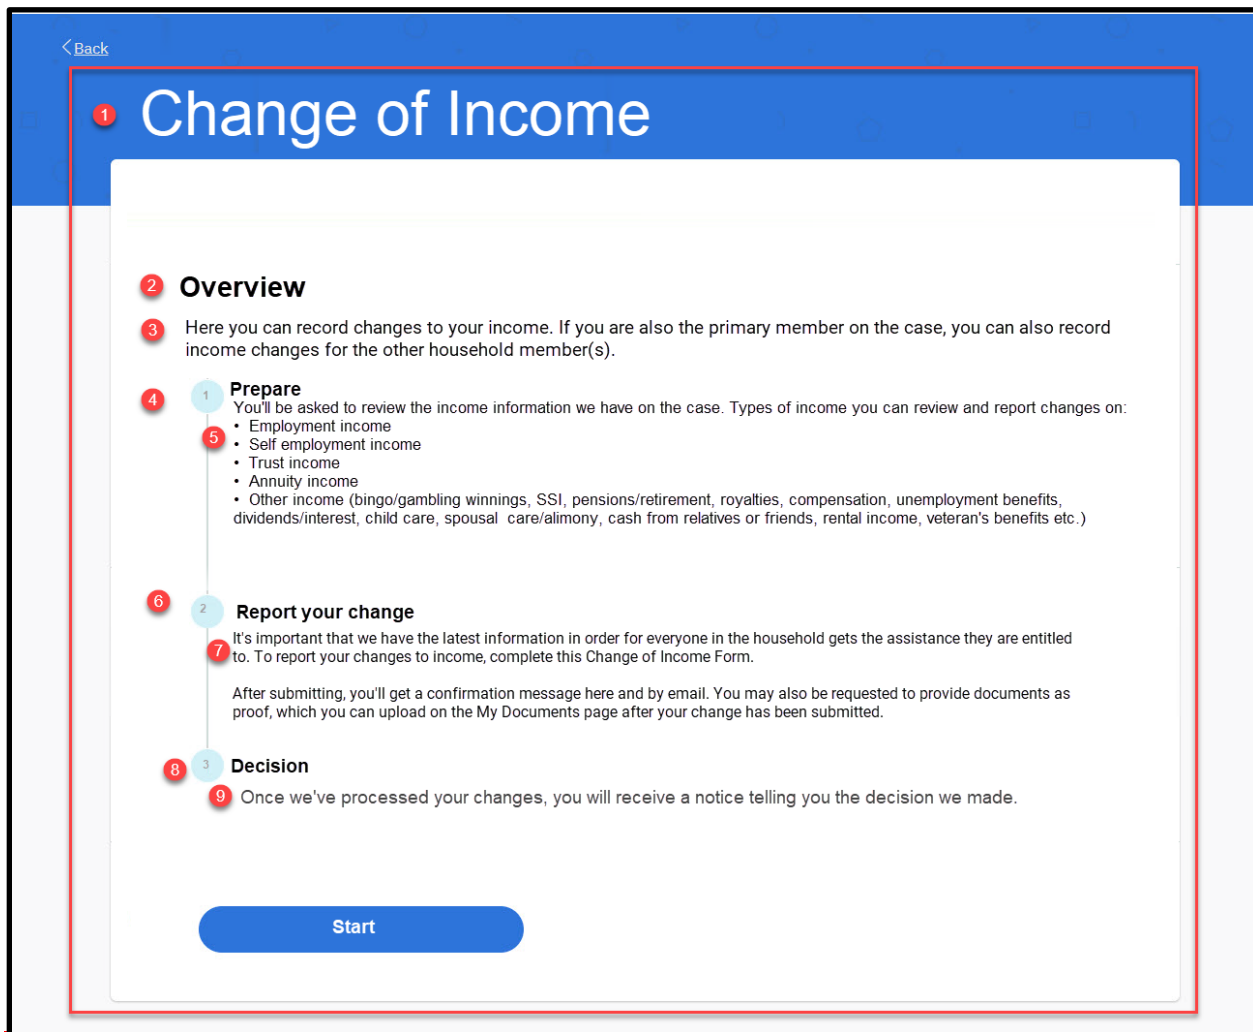 Back
1 Change of Income
2 Overview
3 Here you can record changes to your income. If you are also the primary member on the case, you can also record
income changes for the other household member(s).
4 1 Prepare
You'll be asked to review the income information we have on the case. Types of income you can review and report changes on:
• Employment income
5 • Self employment income
• Trust income
• Annuity income
• Other income (bingo/gambling winnings, SSI, pensions/retirement, royalties, compensation, unemployment benefits,
dividends/interest, child care, spousal care/alimony, cash from relatives or friends, rental income, veteran's benefits etc.)
6 2 Report your change
It's important that we have the latest information in order for everyone in the household gets the assistance they are entitled
7 to. To report your changes to income, complete this Change of Income Form.
After submitting, you'll get a confirmation message here and by email. You may also be requested to provide documents as
proof, which you can upload on the My Documents page after your change has been submitted.
8 3 Decision
9 Once we've processed your changes, you will receive a notice telling you the decision we made.
Start